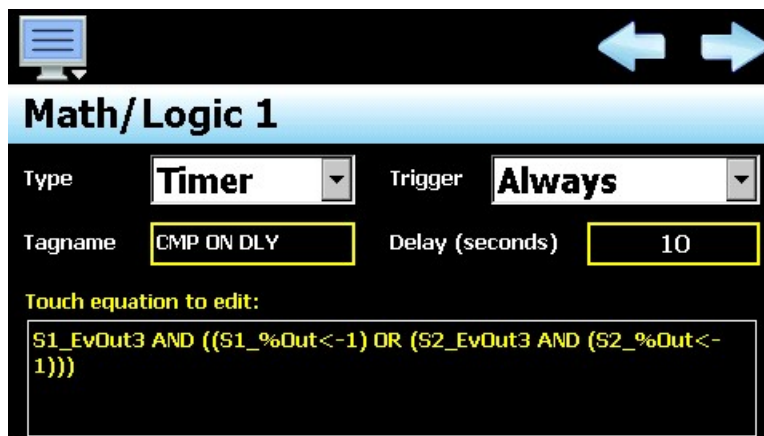 Math/Logic 1
Type Timer Trigger Always
Tagname CMP ON DLY Delay (seconds) 10
Touch equation to edit:
S1_EvOut3 AND ((S1_%Out<-1) OR (S2_EvOut3 AND (S2_%Out<-
1)))